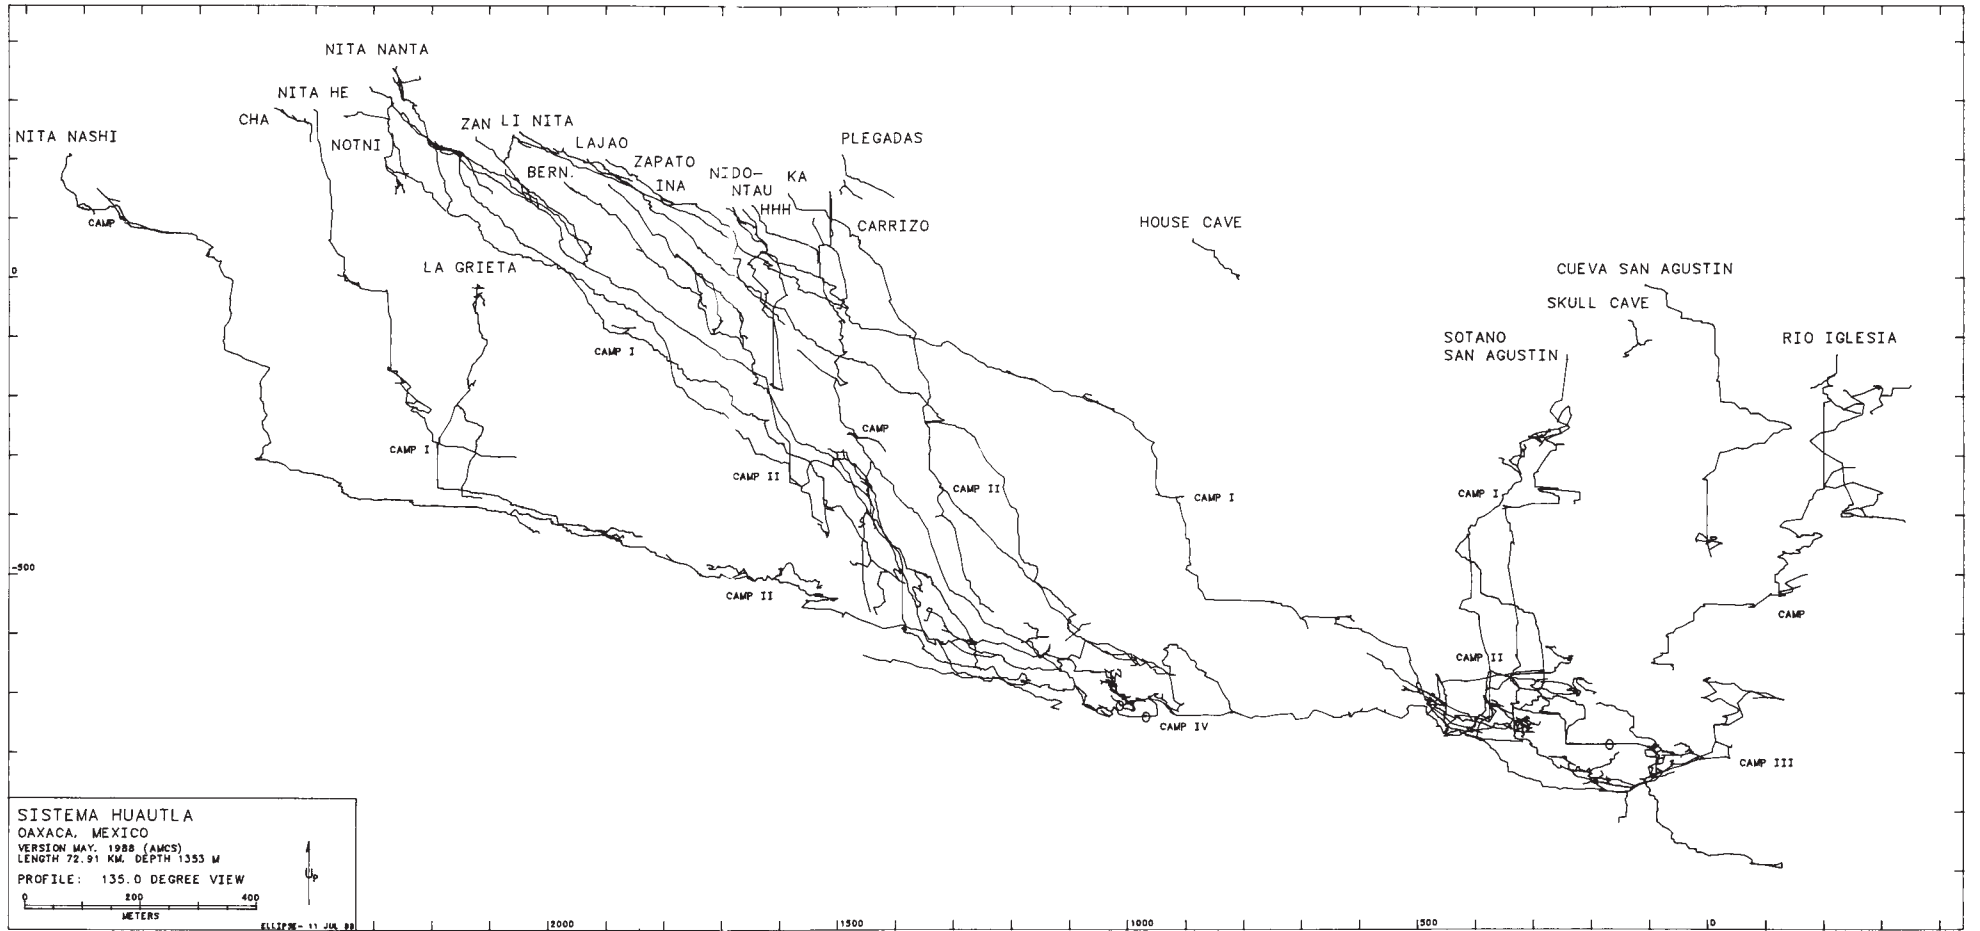 NITA NANTA
NITA HE
CHA
NITA NASHI
NOTNI
ZAN
LI NITA
LAJAO
BERN.
ZAPATO
INA
NIDO-
NTAU
HHH
KA
PLEGADAS
CARRIZO
HOUSE CAVE
CUEVA SAN AGUSTIN
SKULL CAVE
SOTANO
SAN AGUSTIN
RIO IGLESIA
CAMP
0
LA GRIETA
CAMP I
CAMP I
CAMP II
CAMP
CAMP II
CAMP I
CAMP I
-500
CAMP II
CAMP
CAMP II
CAMP IV
CAMP III
SISTEMA HUAUTLA
OAXACA, MEXICO
VERSION MAY, 1988 (AMCS)
LENGTH 72.91 KM, DEPTH 1353 M
PROFILE: 135.0 DEGREE VIEW
0 200 400
METERS
Up
ELLIPSE- 11 JUL 88
2000 1500 1000 500 0